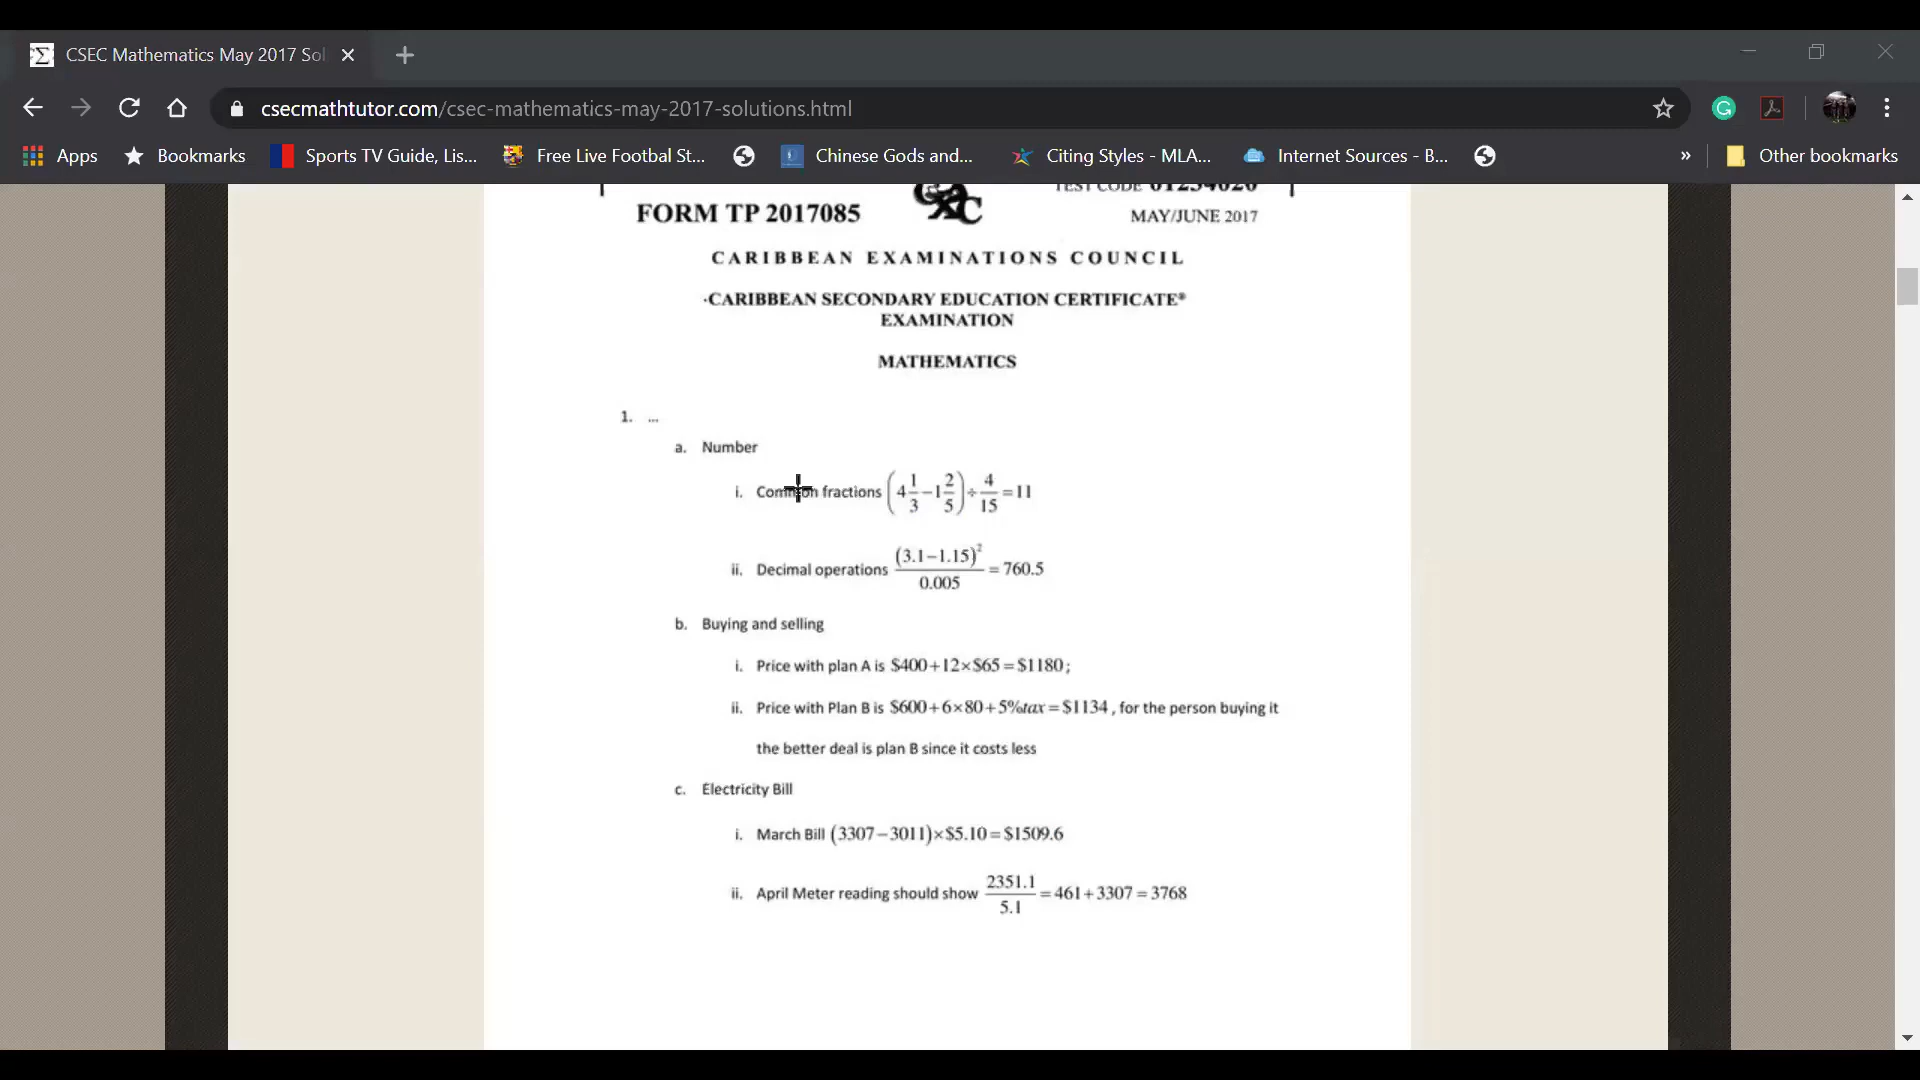 CSEC Mathematics May 2017 Sol
csecmathtutor.com/csec-mathematics-may-2017-solutions.html
Apps Bookmarks Sports TV Guide, Lis... Free Live Footbal St... Chinese Gods and... Citing Styles - MLA... Internet Sources - B... » Other bookmarks
TEST CODE 01234020
FORM TP 2017085 CXC MAY/JUNE 2017
CARIBBEAN EXAMINATIONS COUNCIL
·CARIBBEAN SECONDARY EDUCATION CERTIFICATE®
EXAMINATION
MATHEMATICS
1. ...
a. Number
i. Common fractions (4 1/3 − 1 2/5) ÷ 4/15 = 11
ii. Decimal operations (3.1−1.15)²/0.005 = 760.5
b. Buying and selling
i. Price with plan A is $400+12×$65=$1180;
ii. Price with Plan B is $600+6×80+5%tax=$1134, for the person buying it
the better deal is plan B since it costs less
c. Electricity Bill
i. March Bill (3307−3011)×$5.10=$1509.6
ii. April Meter reading should show 2351.1/5.1 = 461+3307=3768